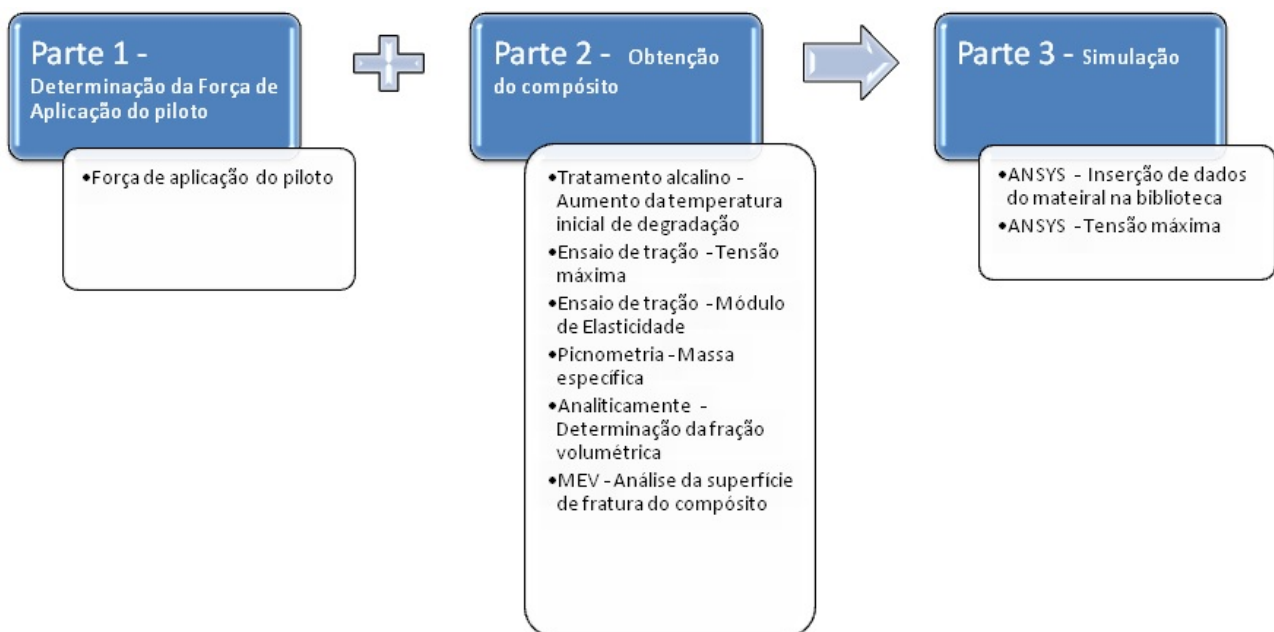 Parte 1 -
Determinação da Força de
Aplicação do piloto
•Força de aplicação do piloto
Parte 2 - Obtenção
do compósito
•Tratamento alcalino -
Aumento da temperatura
inicial de degradação
•Ensaio de tração - Tensão
máxima
•Ensaio de tração - Módulo
de Elasticidade
•Picnometria - Massa
específica
•Analiticamente -
Determinação da fração
volumétrica
•MEV - Análise da superfície
de fratura do compósito
Parte 3 - Simulação
•ANSYS - Inserção de dados
do mateiral na biblioteca
•ANSYS - Tensão máxima